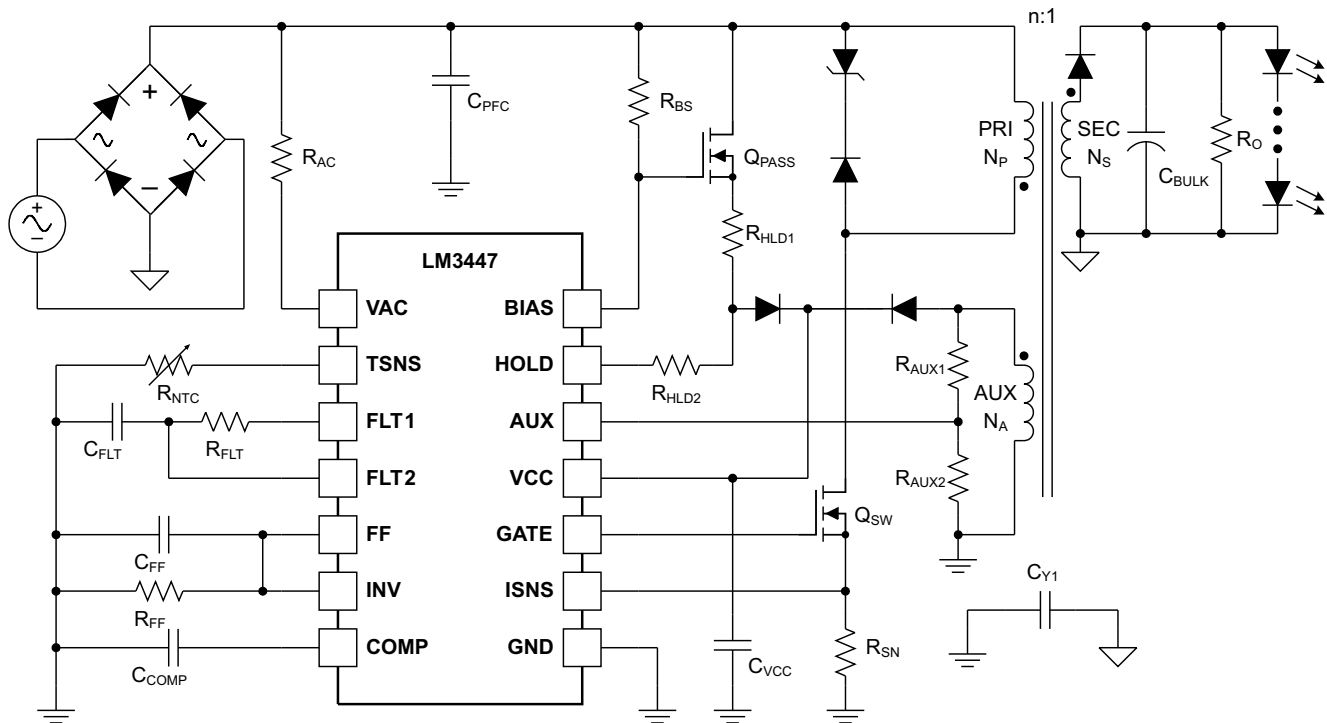 n:1
C_PFC
R_BS
R_AC
Q_PASS
PRI
N_P
SEC
N_S
C_BULK
R_O
R_HLD1
LM3447
VAC
BIAS
TSNS
HOLD
R_NTC
R_HLD2
R_AUX1
FLT1
AUX
AUX
N_A
C_FLT
R_FLT
FLT2
VCC
R_AUX2
Q_SW
FF
GATE
C_FF
INV
ISNS
C_Y1
R_FF
COMP
GND
R_SN
C_COMP
C_VCC